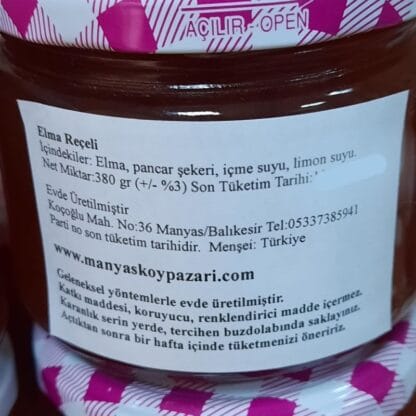 AÇILIR - OPEN
Elma Reçeli
İçindekiler: Elma, pancar şekeri, içme suyu, limon suyu.
Net Miktar:380 gr (+/- %3) Son Tüketim Tarihi:
Evde Üretilmiştir
Koçoğlu Mah. No:36 Manyas/Balıkesir Tel:05337385941
Parti no son tüketim tarihidir. Menşei: Türkiye
www.manyaskoypazari.com
Geleneksel yöntemlerle evde üretilmiştir.
Katkı maddesi, koruyucu, renklendirici madde içermez.
Karanlık serin yerde, tercihen buzdolabında saklayınız.
Açtıktan sonra bir hafta içinde tüketmenizi öneririz.